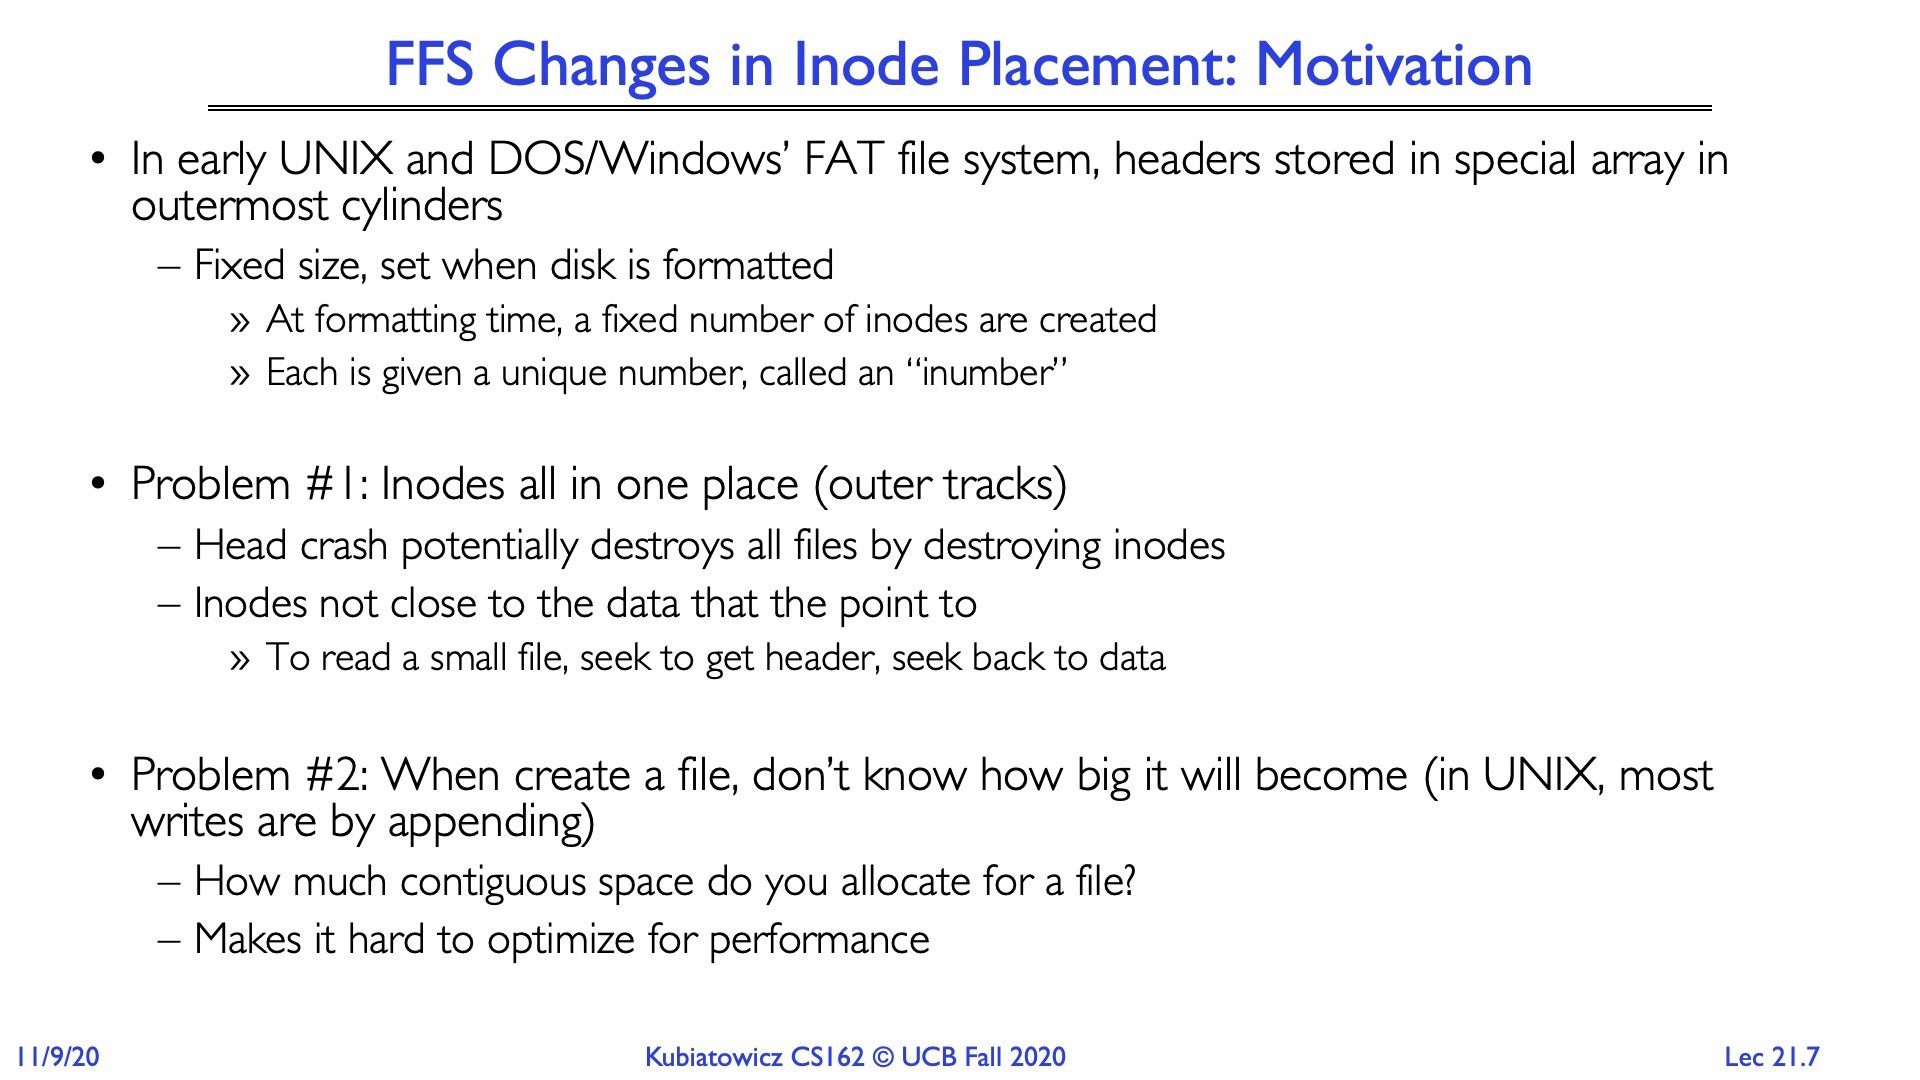 FFS Changes in Inode Placement: Motivation
• In early UNIX and DOS/Windows’ FAT file system, headers stored in special array in
outermost cylinders
– Fixed size, set when disk is formatted
» At formatting time, a fixed number of inodes are created
» Each is given a unique number, called an “inumber”
• Problem #1: Inodes all in one place (outer tracks)
– Head crash potentially destroys all files by destroying inodes
– Inodes not close to the data that the point to
» To read a small file, seek to get header, seek back to data
• Problem #2: When create a file, don’t know how big it will become (in UNIX, most
writes are by appending)
– How much contiguous space do you allocate for a file?
– Makes it hard to optimize for performance
11/9/20
Kubiatowicz CS162 © UCB Fall 2020
Lec 21.7